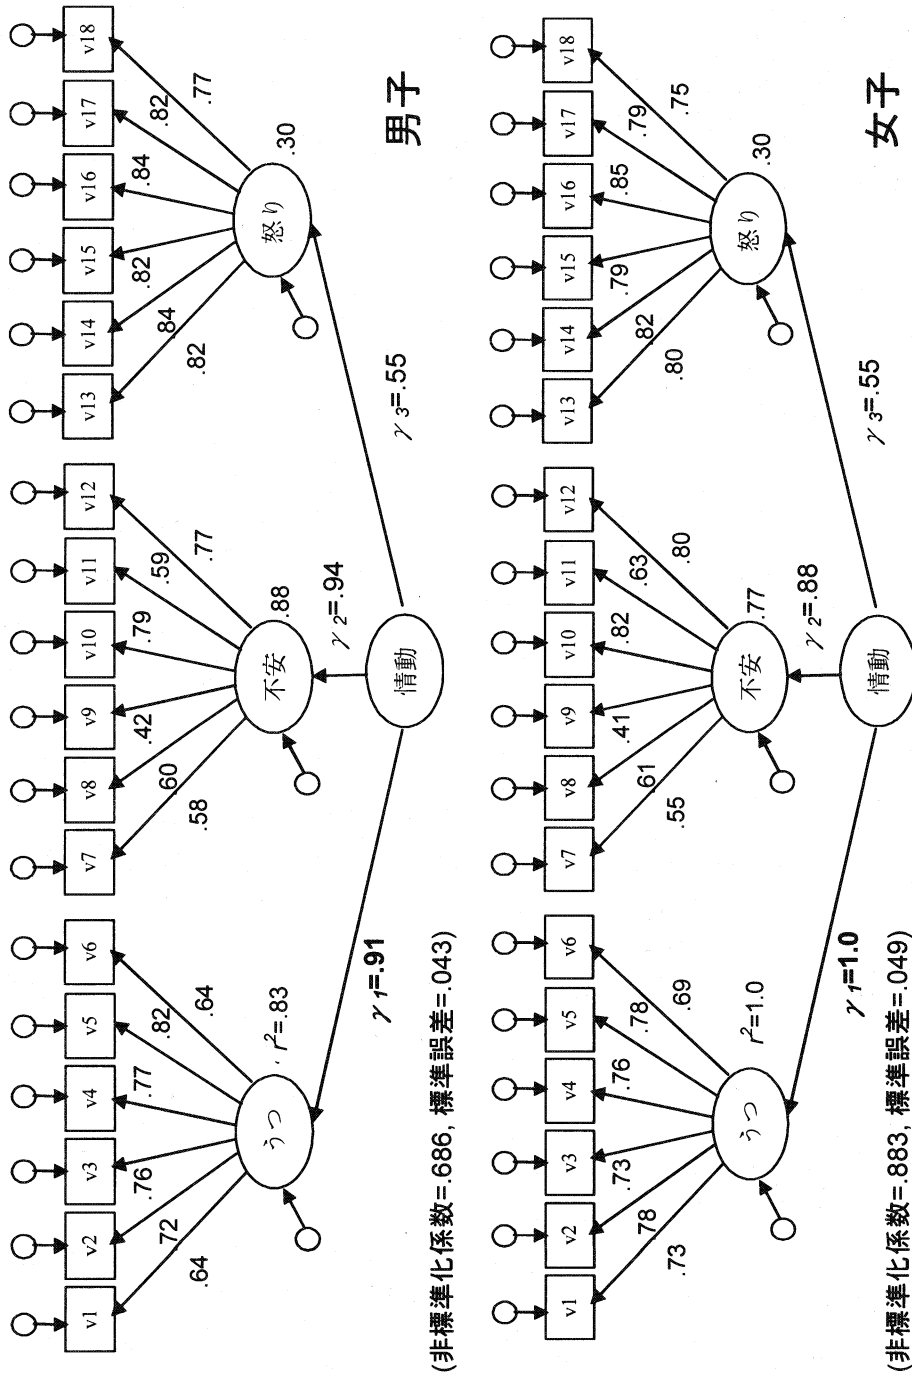 男子
v1 v2 v3 v4 v5 v6 v7 v8 v9 v10 v11 v12 v13 v14 v15 v16 v17 v18
.64 .72 .76 .77 .82 .64
.58 .60 .42 .79 .59 .77
.82 .84 .82 .84 .82 .77
うつ r²=.83
不安 .88
怒り .30
γ₁=.91
γ₂=.94
γ₃=.55
情動
(非標準化係数=.686, 標準誤差=.043)
女子
v1 v2 v3 v4 v5 v6 v7 v8 v9 v10 v11 v12 v13 v14 v15 v16 v17 v18
.73 .78 .73 .76 .78 .69
.55 .61 .41 .82 .63 .80
.80 .82 .79 .85 .79 .75
うつ r²=1.0
不安 .77
怒り .30
γ₁=1.0
γ₂=.88
γ₃=.55
情動
(非標準化係数=.883, 標準誤差=.049)